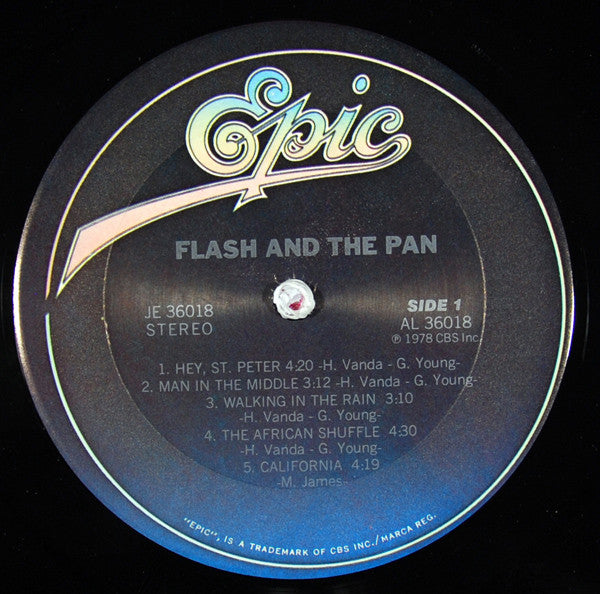 Epic
FLASH AND THE PAN
JE 36018
STEREO
SIDE 1
AL 36018
℗ 1978 CBS Inc.
1. HEY, ST. PETER 4:20 -H. Vanda - G. Young-
2. MAN IN THE MIDDLE 3:12 -H. Vanda - G. Young-
3. WALKING IN THE RAIN 3:10
-H. Vanda - G. Young-
4. THE AFRICAN SHUFFLE 4:30
-H. Vanda - G. Young-
5. CALIFORNIA 4:19
-M. James-
"EPIC", IS A TRADEMARK OF CBS INC./MARCA REG.